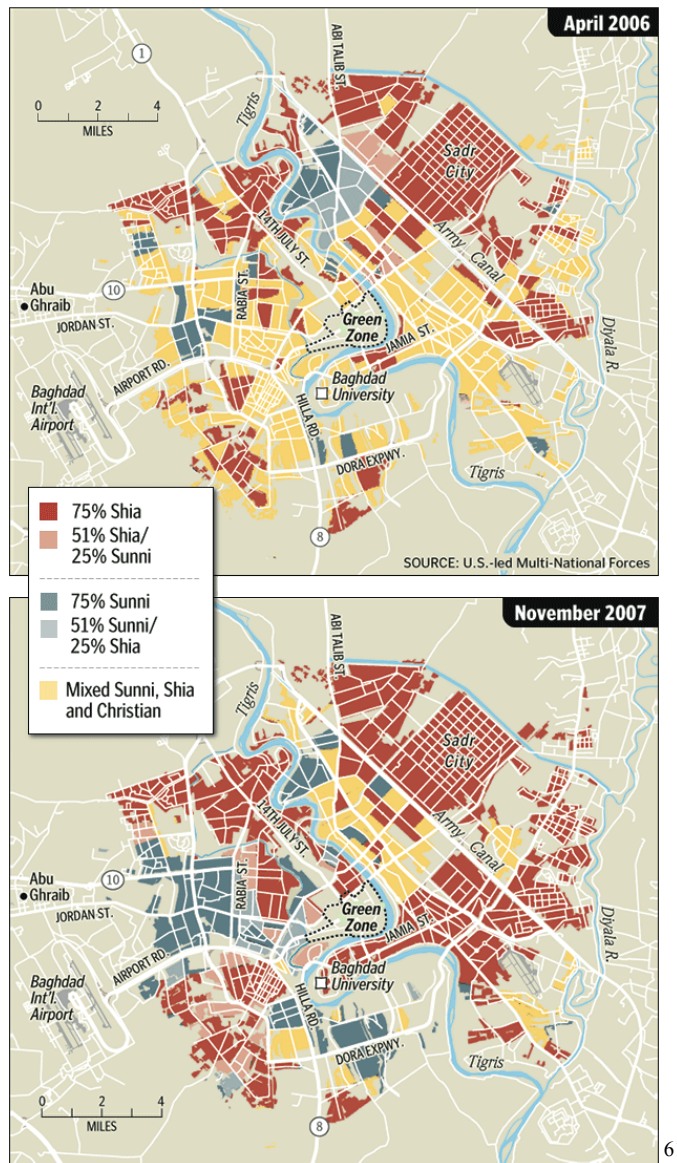 April 2006
1
ABI TALIB ST.
0 2 4
MILES
Tigris
Sadr
City
14TH JULY ST.
Army Canal
Abu
Ghraib
10
RABIA ST.
JORDAN ST.
Green
Zone
JAMIA ST.
Diyala R.
AIRPORT RD.
Baghdad
Int'l.
Airport
Baghdad
University
HILLA RD.
DORA EXPWY.
Tigris
8
SOURCE: U.S.-led Multi-National Forces
75% Shia
51% Shia/
25% Sunni
75% Sunni
51% Sunni/
25% Shia
Mixed Sunni, Shia
and Christian
November 2007
ABI TALIB ST.
Tigris
Sadr
City
14TH JULY ST.
Army Canal
Abu
Ghraib
10
RABIA ST.
JORDAN ST.
Green
Zone
JAMIA ST.
Diyala R.
AIRPORT RD.
Baghdad
Int'l.
Airport
Baghdad
University
HILLA RD.
DORA EXPWY.
Tigris
0 2 4
MILES
8
6